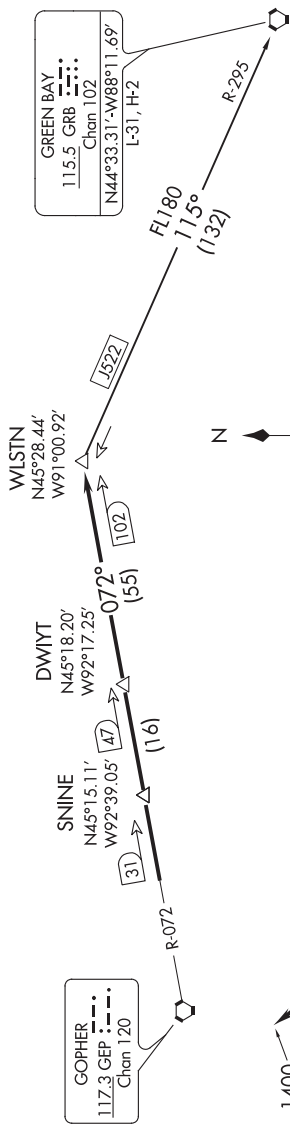 GREEN BAY
115.5 GRB
Chan 102
N44°33.31'-W88°11.69'
L-31, H-2
R-295
FL180
115°
(132)
J522
WLSTN
N45°28.44'
W91°00.92'
N
102
072°
(55)
DWIYT
N45°18.20'
W92°17.25'
47
(16)
SNINE
N45°15.11'
W92°39.05'
31
R-072
GOPHER
117.3 GEP
Chan 120
1400